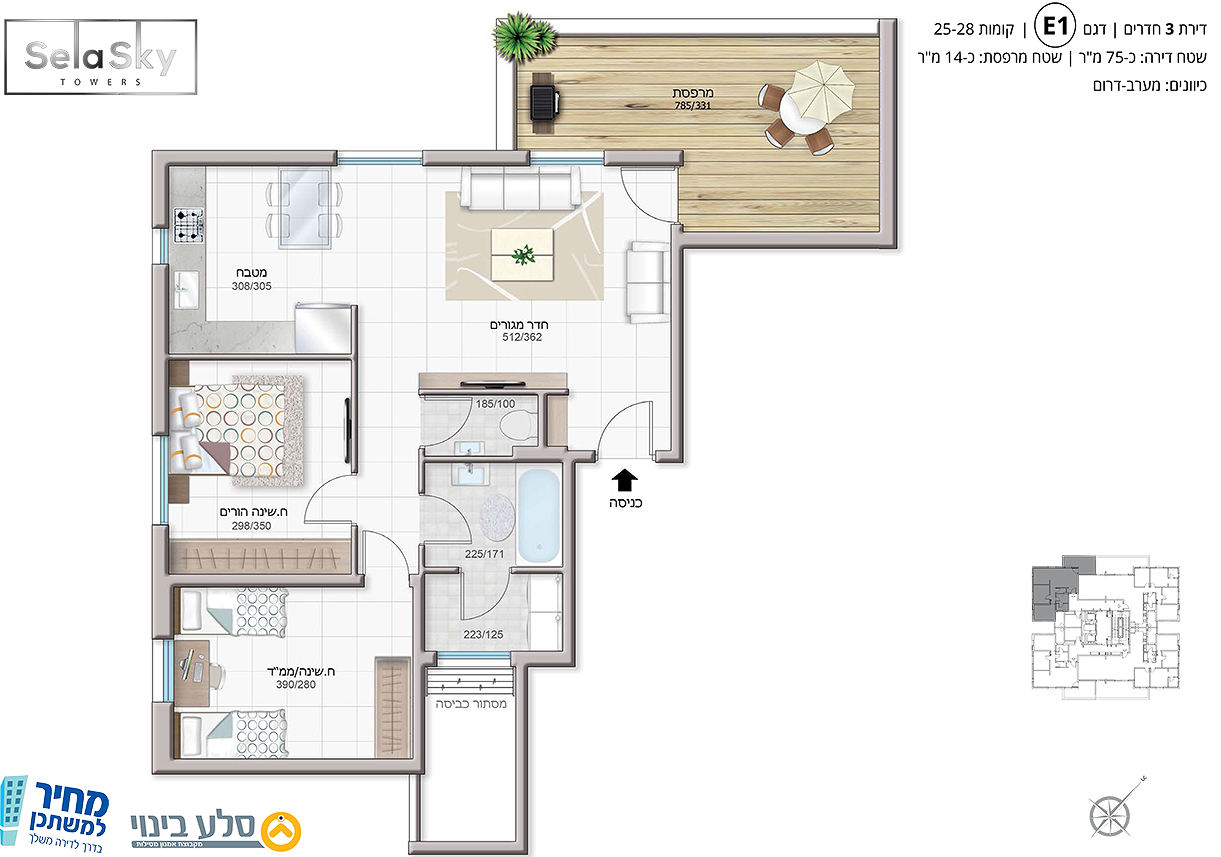 SelaSky
TOWERS
דירת 3 חדרים | דגם E1 | קומות 25-28
שטח דירה: כ-75 מ"ר | שטח מרפסת: כ-14 מ"ר
כיוונים: מערב-דרום
מרפסת
785/331
מטבח
308/305
חדר מגורים
512/362
185/100
כניסה
ח.שינה הורים
298/350
225/171
223/125
ח.שינה/ממ"ד
390/280
מסתור כביסה
מחיר
למשתכן
בדרך לדירה משלך
סלע בינוי
מקבוצת אמנון מסילות